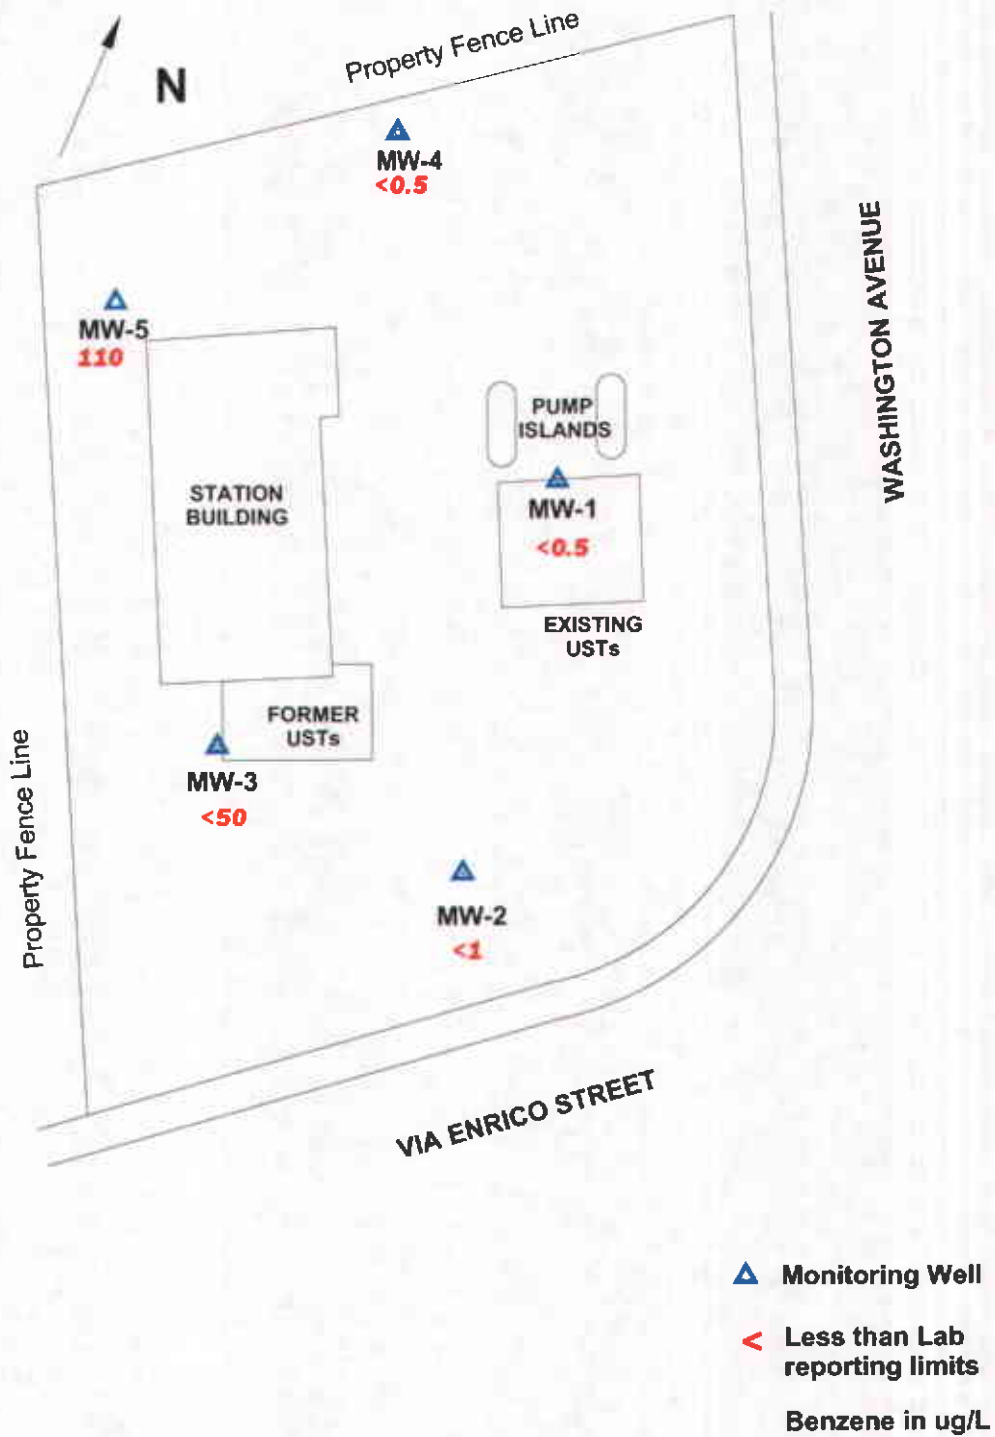 N
Property Fence Line
MW-4
<0.5
MW-5
110
WASHINGTON AVENUE
PUMP
ISLANDS
STATION
BUILDING
MW-1
<0.5
EXISTING
USTs
FORMER
USTs
MW-3
<50
Property Fence Line
MW-2
<1
VIA ENRICO STREET
Monitoring Well
< Less than Lab
reporting limits
Benzene in ug/L